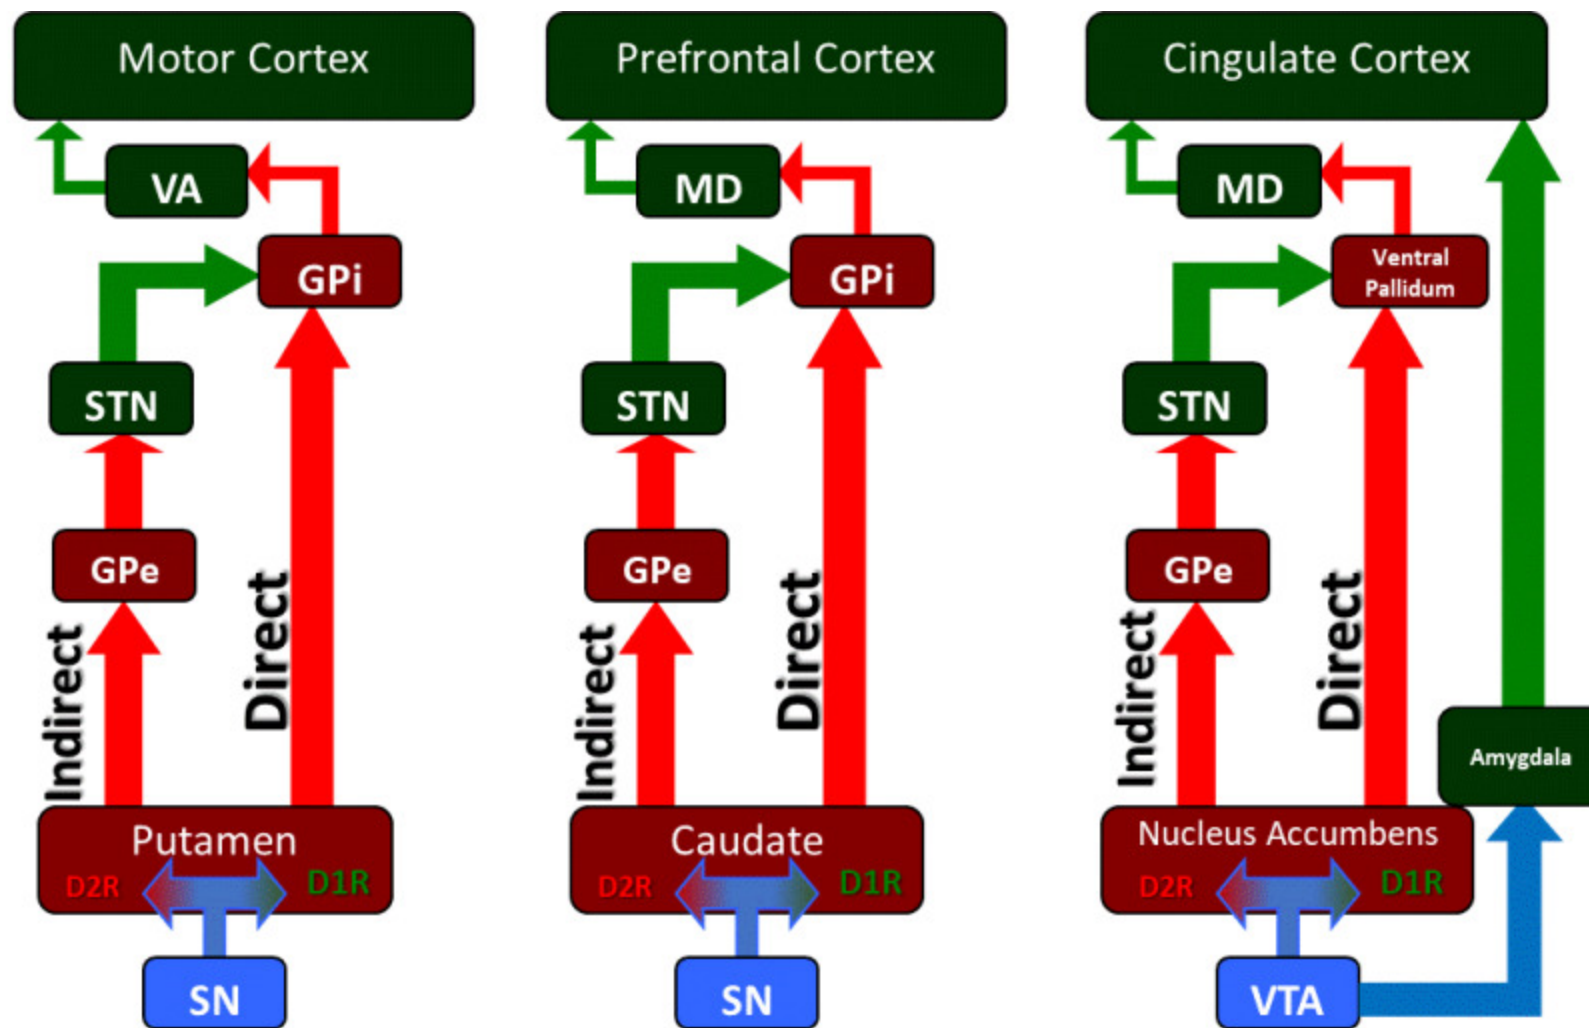 Motor Cortex
VA
GPi
STN
GPe
Indirect
Direct
Putamen
D2R
D1R
SN
Prefrontal Cortex
MD
GPi
STN
GPe
Indirect
Direct
Caudate
D2R
D1R
SN
Cingulate Cortex
MD
Ventral
Pallidum
STN
GPe
Indirect
Direct
Amygdala
Nucleus Accumbens
D2R
D1R
VTA